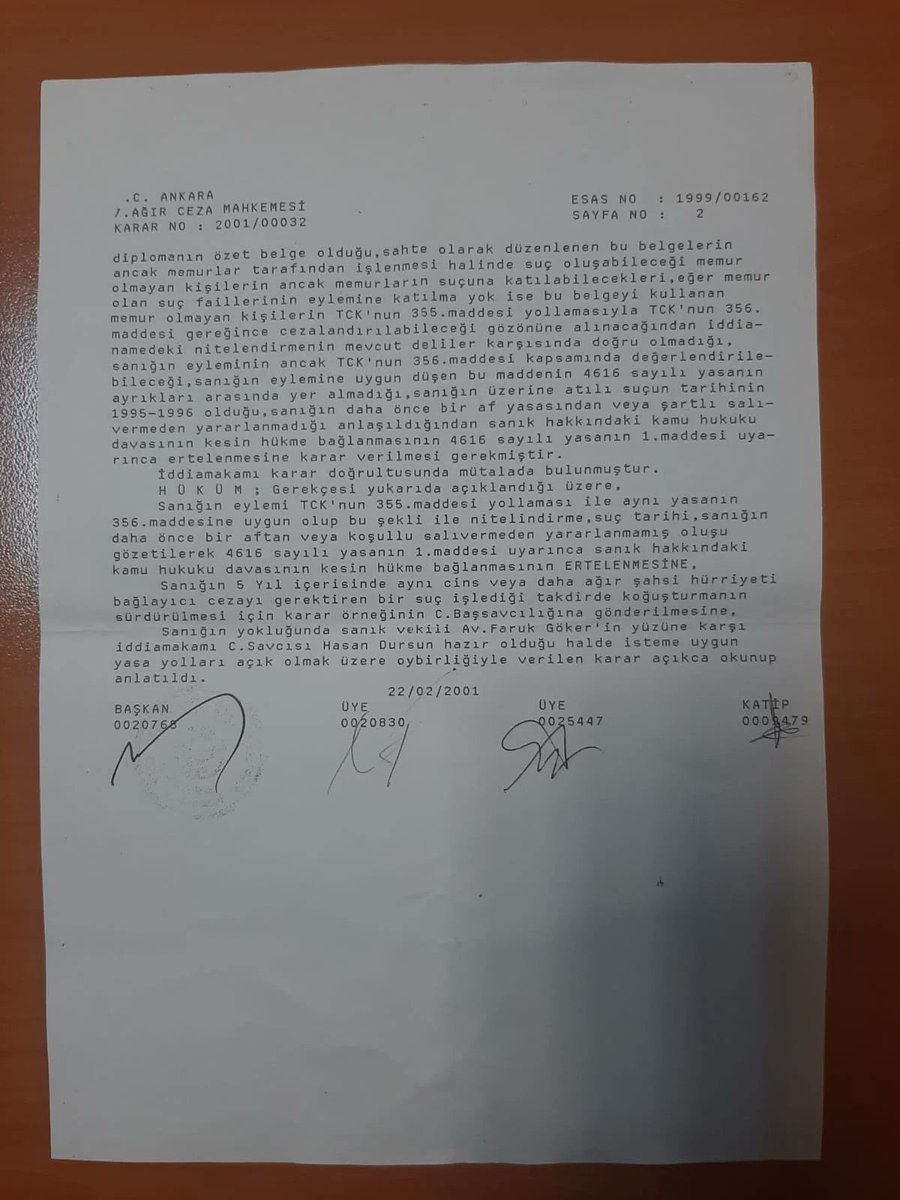 .C. ANKARA
7.AĞIR CEZA MAHKEMESİ
KARAR NO : 2001/00032
ESAS NO : 1999/00162
SAYFA NO : 2
diplomanın özet belge olduğu,sahte olarak düzenlenen bu belgelerin
ancak memurlar tarafından işlenmesi halinde suç oluşabileceği memur
olmayan kişilerin ancak memurların suçuna katılabilecekleri,eğer memur
olan suç faillerinin eylemine katılma yok ise bu belgeyi kullanan
memur olmayan kişilerin TCK'nun 355.maddesi yollamasıyla TCK'nun 356.
maddesi gereğince cezalandırılabileceği gözönüne alınacağından iddia-
namedeki nitelendirmenin mevcut deliler karşısında doğru olmadığı,
sanığın eyleminin ancak TCK'nun 356.maddesi kapsamında değerlendirile-
bileceği,sanığın eylemine uygun düşen bu maddenin 4616 sayılı yasanın
ayrıkları arasında yer almadığı,sanığın üzerine atılı suçun tarihinin
1995-1996 olduğu,sanığın daha önce bir af yasasından veya şartlı salı-
vermeden yararlanmadığı anlaşıldığından sanık hakkındaki kamu hukuku
davasının kesin hükme bağlanmasının 4616 sayılı yasanın 1.maddesi uya-
rınca ertelenmesine karar verilmesi gerekmiştir.
İddiamakamı karar doğrultusunda mütalada bulunmuştur.
H Ü K Ü M ; Gerekçesi yukarıda açıklandığı üzere,
Sanığın eylemi TCK'nun 355.maddesi yollaması ile aynı yasanın
356.maddesine uygun olup bu şekli ile nitelindirme,suç tarihi,sanığın
daha önce bir aftan veya koşullu salıvermeden yararlanmamış oluşu
gözetilerek 4616 sayılı yasanın 1.maddesi uyarınca sanık hakkındaki
kamu hukuku davasının kesin hükme bağlanmasının ERTELENMESİNE,
Sanığın 5 Yıl içerisinde aynı cins veya daha ağır şahsi hürriyeti
bağlayıcı cezayı gerektiren bir suç işlediği takdirde koğuşturmanın
sürdürülmesi için karar örneğinin C.Başsavcılığına gönderilmesine,
Sanığın yokluğunda sanık vekili Av.Faruk Göker'in yüzüne karşı
iddiamakamı C.Savcısı Hasan Dursun hazır olduğu halde isteme uygun
yasa yolları açık olmak üzere oybirliğiyle verilen karar açıkca okunup
anlatıldı.
22/02/2001
BAŞKAN ÜYE ÜYE KATİP
0020830 0025447